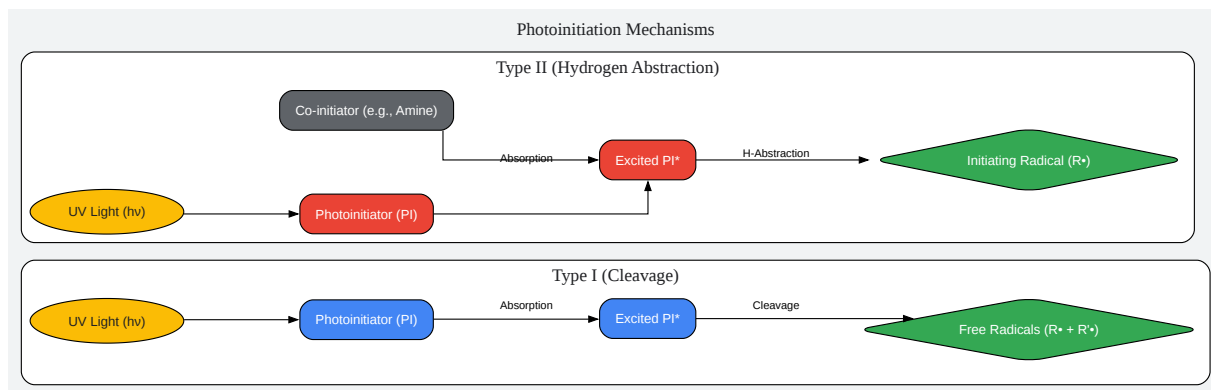 Photoinitiation Mechanisms
Type II (Hydrogen Abstraction)
Co-initiator (e.g., Amine)
Absorption
Excited PI*
H-Abstraction
Initiating Radical (R•)
UV Light (hν)
Photoinitiator (PI)
Type I (Cleavage)
UV Light (hν)
Photoinitiator (PI)
Absorption
Excited PI*
Cleavage
Free Radicals (R• + R'•)